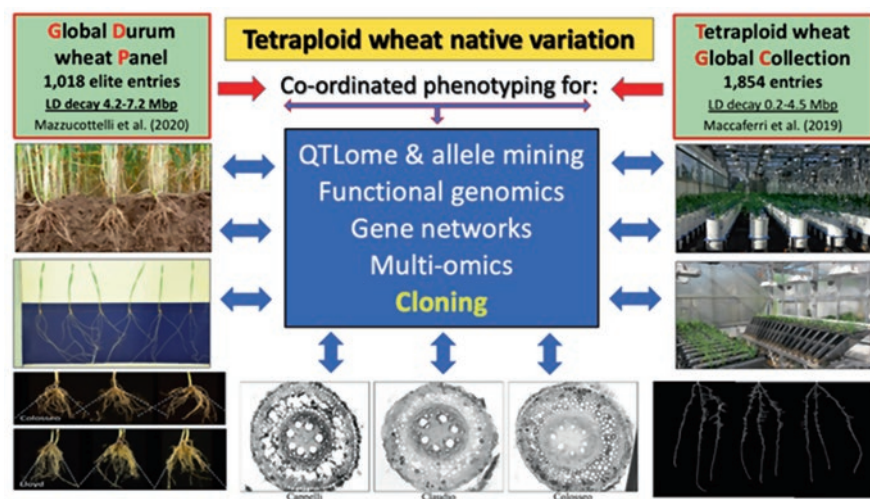 Global Durum
wheat Panel
1,018 elite entries
LD decay 4.2-7.2 Mbp
Mazzucottelli et al. (2020)
Tetraploid wheat native variation
Co-ordinated phenotyping for:
Tetraploid wheat
Global Collection
1,854 entries
LD decay 0.2-4.5 Mbp
Maccaferri et al. (2019)
QTLome & allele mining
Functional genomics
Gene networks
Multi-omics
Cloning
Colosseo
Lloyd
Cappelli
Claudio
Colosseo